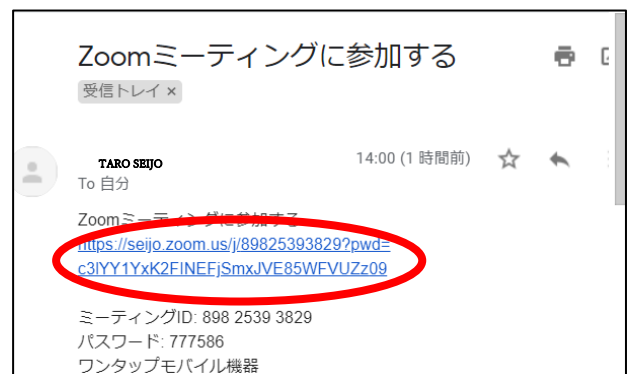 Zoomミーティングに参加する
受信トレイ ×
TARO SEIJO
14:00 (1 時間前)
To 自分
Zoomミーティングに参加する
https://seijo.zoom.us/j/89825393829?pwd=
c3lYY1YxK2FINEFjSmxJVE85WFVUZz09
ミーティングID: 898 2539 3829
パスワード: 777586
ワンタップモバイル機器